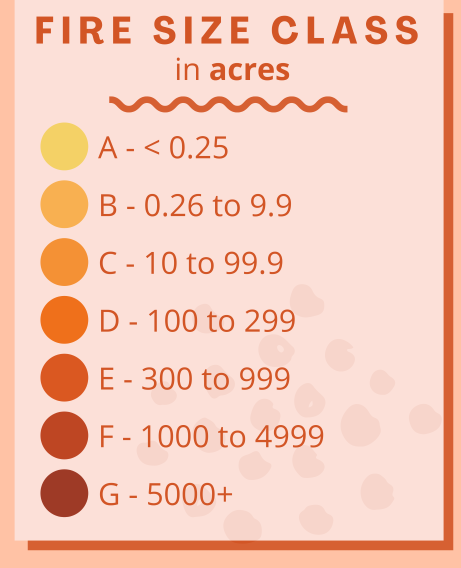 FIRE SIZE CLASS
in acres
A - < 0.25
B - 0.26 to 9.9
C - 10 to 99.9
D - 100 to 299
E - 300 to 999
F - 1000 to 4999
G - 5000+